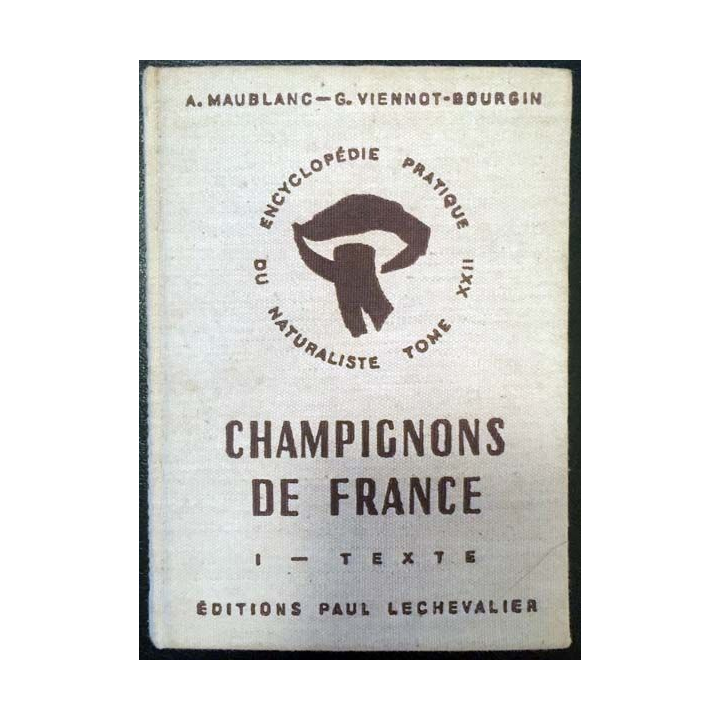 A. MAUBLANC — G. VIENNOT-BOURGIN
ENCYCLOPÉDIE PRATIQUE
DU NATURALISTE TOME XXII
CHAMPIGNONS
DE FRANCE
I — TEXTE
ÉDITIONS PAUL LECHEVALIER